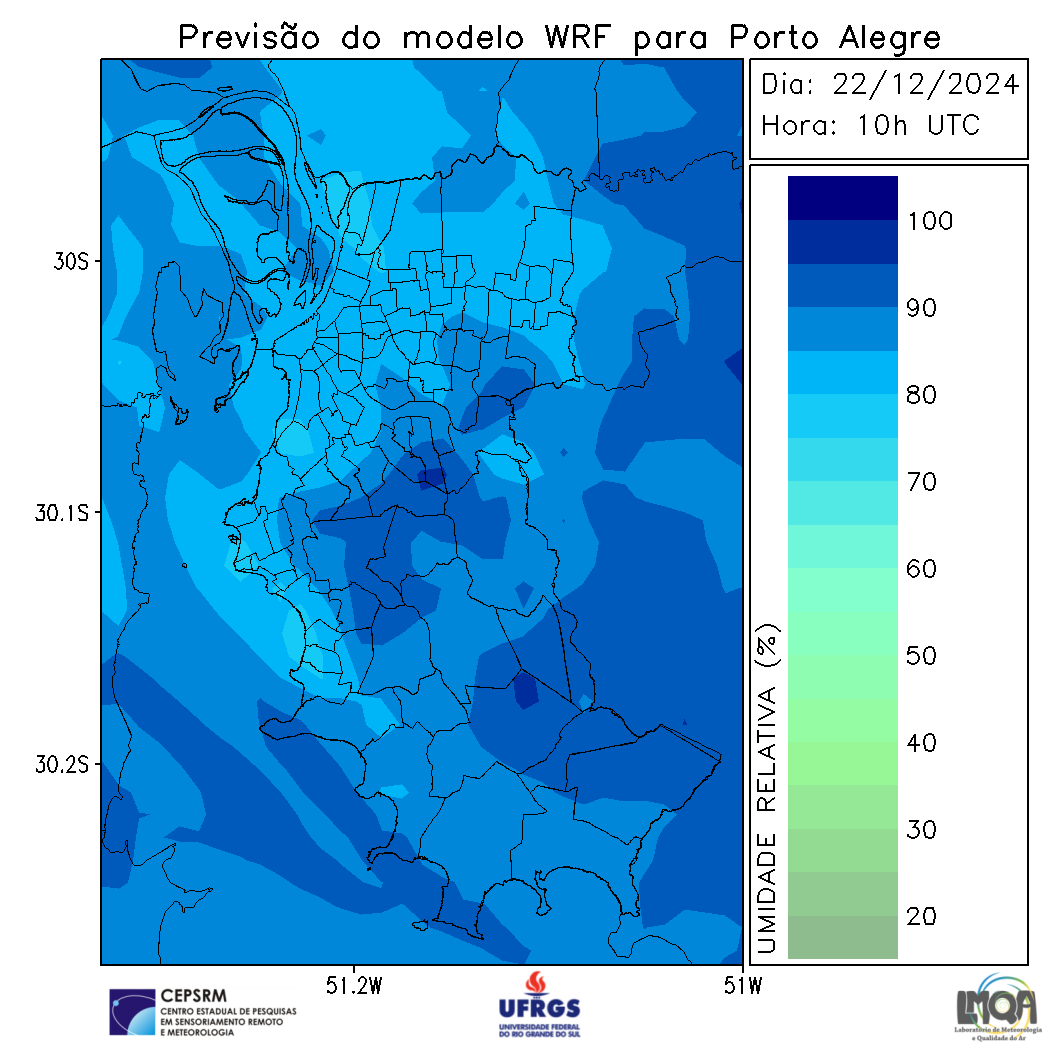 Previsão do modelo WRF para Porto Alegre
Dia: 22/12/2024
Hora: 10h UTC
100
90
80
70
60
50
40
30
20
UMIDADE RELATIVA (%)
30S
30.1S
30.2S
51.2W
51W
CEPSRM
CENTRO ESTADUAL DE PESQUISAS
EM SENSORIAMENTO REMOTO
E METEOROLOGIA
UFRGS
UNIVERSIDADE FEDERAL
DO RIO GRANDE DO SUL
LMQA
Laboratório de Meteorologia
e Qualidade do Ar